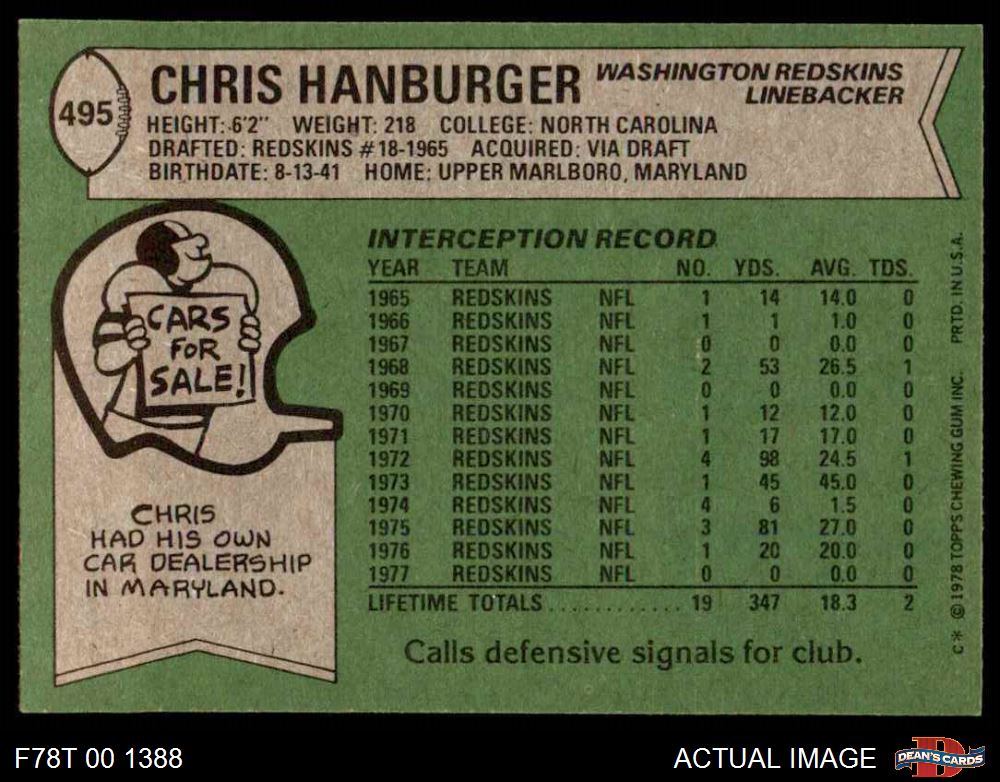 495
CHRIS HANBURGER
WASHINGTON REDSKINS
LINEBACKER
HEIGHT: 6'2" WEIGHT: 218 COLLEGE: NORTH CAROLINA
DRAFTED: REDSKINS #18-1965 ACQUIRED: VIA DRAFT
BIRTHDATE: 8-13-41 HOME: UPPER MARLBORO, MARYLAND
CARS
FOR
SALE!
CHRIS
HAD HIS OWN
CAR DEALERSHIP
IN MARYLAND.
INTERCEPTION RECORD
YEAR TEAM NO. YDS. AVG. TDS.
1965 REDSKINS NFL 1 14 14.0 0
1966 REDSKINS NFL 1 1 1.0 0
1967 REDSKINS NFL 0 0 0.0 0
1968 REDSKINS NFL 2 53 26.5 1
1969 REDSKINS NFL 0 0 0.0 0
1970 REDSKINS NFL 1 12 12.0 0
1971 REDSKINS NFL 1 17 17.0 0
1972 REDSKINS NFL 4 98 24.5 1
1973 REDSKINS NFL 1 45 45.0 0
1974 REDSKINS NFL 4 6 1.5 0
1975 REDSKINS NFL 3 81 27.0 0
1976 REDSKINS NFL 1 20 20.0 0
1977 REDSKINS NFL 0 0 0.0 0
LIFETIME TOTALS ............ 19 347 18.3 2
Calls defensive signals for club.
C* © 1978 TOPPS CHEWING GUM INC. PRTD. IN U.S.A.
F78T 00 1388
ACTUAL IMAGE
D
DEAN'S CARDS